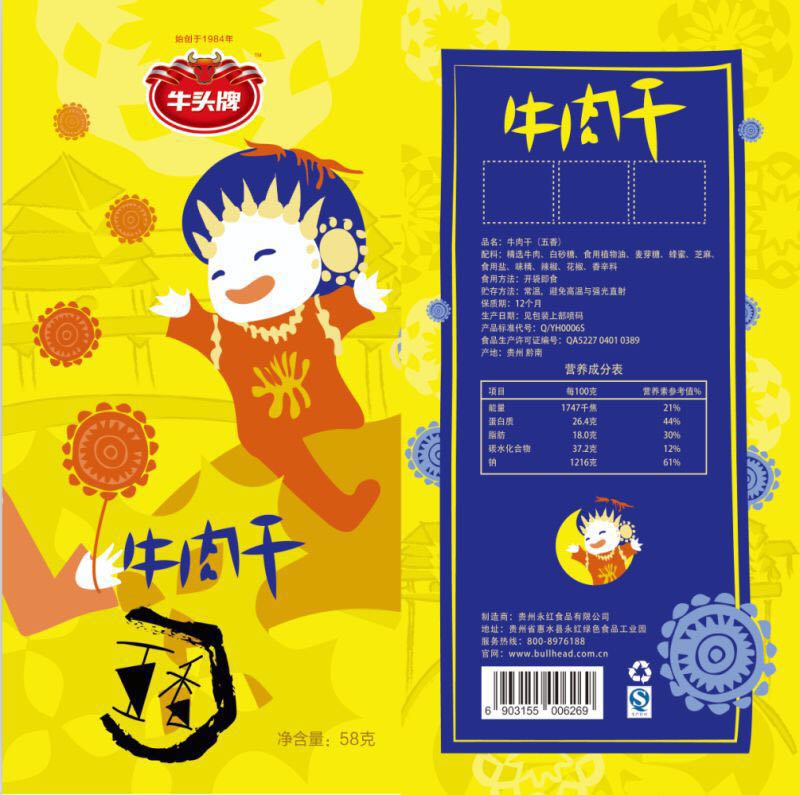 始创于1984年
TM
牛头牌
牛肉干
五香
净含量：58克
牛肉干
品名：牛肉干（五香）
配料：精选牛肉、白砂糖、食用植物油、麦芽糖、蜂蜜、芝麻、
食用盐、味精、辣椒、花椒、香辛料
食用方法：开袋即食
贮存方法：常温，避免高温与强光直射
保质期：12个月
生产日期：见包装上部喷码
产品标准代号：Q/YH0006S
食品生产许可证编号：QA5227 0401 0389
产地：贵州 黔南
营养成分表
项目 每100克 营养素参考值%
能量 1747千焦 21%
蛋白质 26.4克 44%
脂肪 18.0克 30%
碳水化合物 37.2克 12%
钠 1216克 61%
制造商：贵州永红食品有限公司
地址：贵州省惠水县永红绿色食品工业园
服务热线：800-8976188
官网：www.bullhead.com.cn
6 903155 006269
生产许可